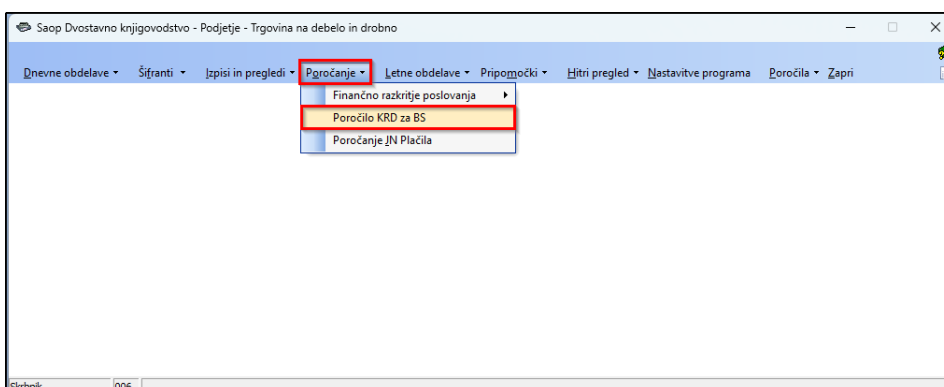 Saop Dvostavno knjigovodstvo - Podjetje - Trgovina na debelo in drobno
Dnevne obdelave Šifranti Izpisi in pregledi Poročanje Letne obdelave Pripomočki Hitri pregled Nastavitve programa Poročila Zapri
Finančno razkritje poslovanja
Poročilo KRD za BS
Poročanje JN Plačila
Skrbnik 006